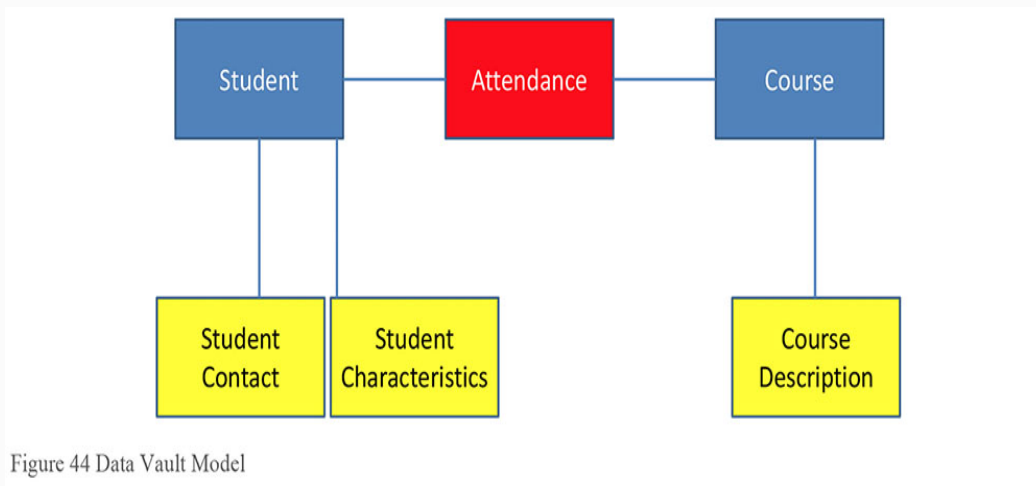 Student
Attendance
Course
Student
Contact
Student
Characteristics
Course
Description
Figure 44 Data Vault Model